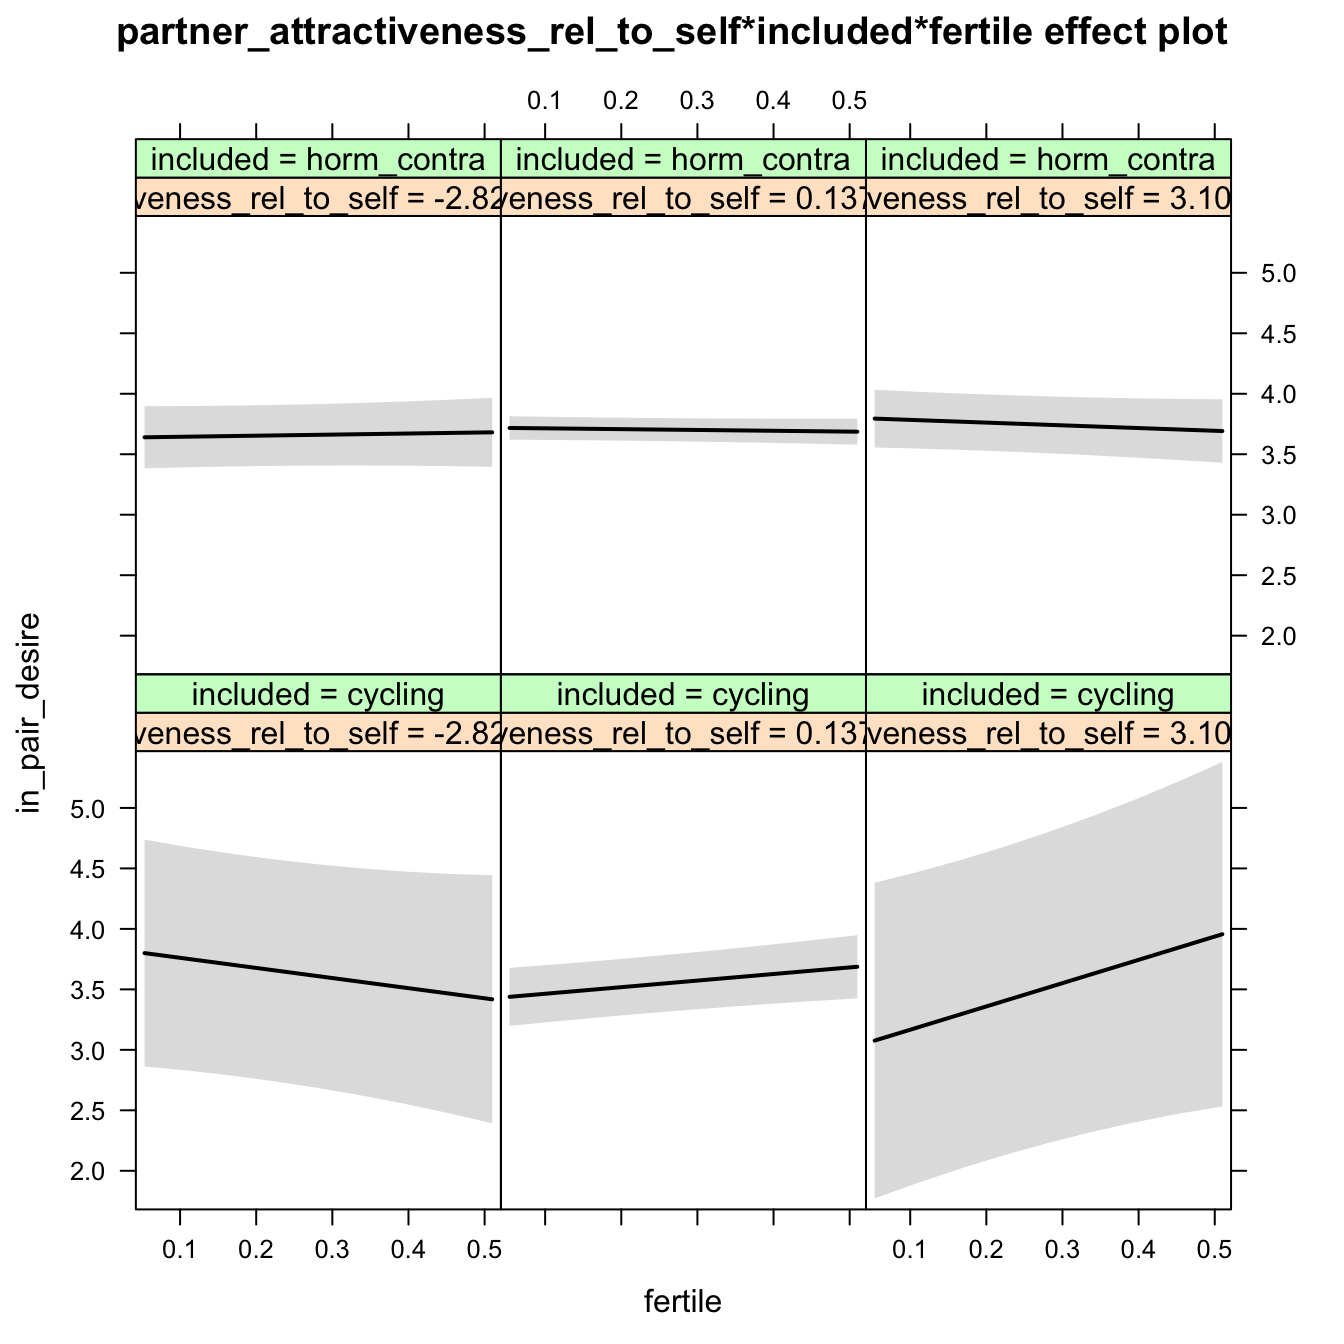 partner_attractiveness_rel_to_self*included*fertile effect plot
0.1 0.2 0.3 0.4 0.5
included = horm_contra included = horm_contra included = horm_contra
veness_rel_to_self = -2.82 veness_rel_to_self = 0.137 veness_rel_to_self = 3.10
5.0
4.5
4.0
3.5
3.0
2.5
2.0
in_pair_desire
included = cycling included = cycling included = cycling
veness_rel_to_self = -2.82 veness_rel_to_self = 0.137 veness_rel_to_self = 3.10
5.0
4.5
4.0
3.5
3.0
2.5
2.0
0.1 0.2 0.3 0.4 0.5 0.1 0.2 0.3 0.4 0.5
fertile